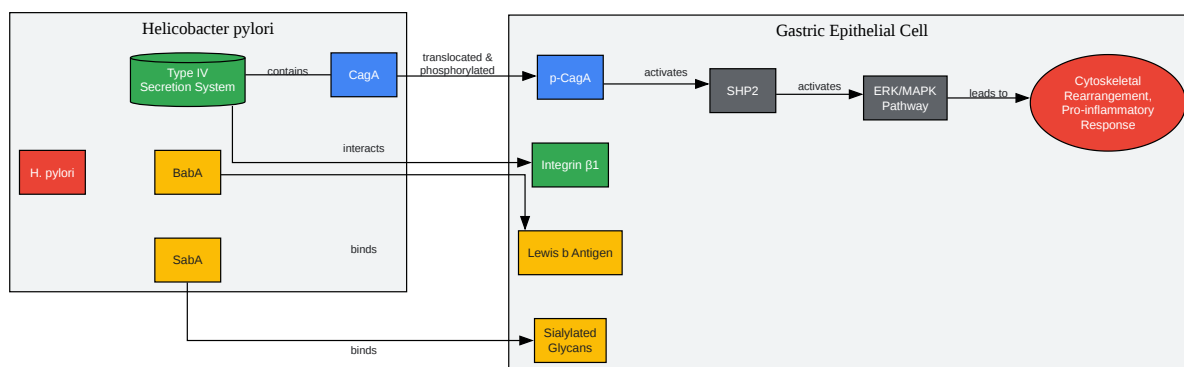 Helicobacter pylori
Gastric Epithelial Cell
Type IV
Secretion System
contains
CagA
translocated &
phosphorylated
p-CagA
activates
SHP2
activates
ERK/MAPK
Pathway
leads to
Cytoskeletal
Rearrangement,
Pro-inflammatory
Response
interacts
Integrin β1
H. pylori
BabA
binds
Lewis b Antigen
SabA
binds
Sialylated
Glycans